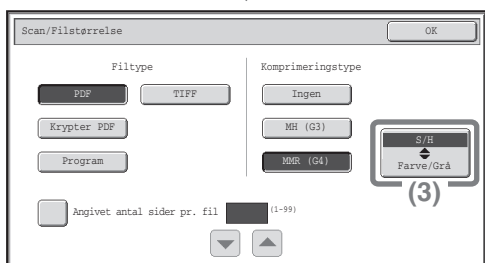 Scan/Filstørrelse
OK
Filtype
Komprimeringstype
PDF
TIFF
Ingen
Krypter PDF
MH (G3)
S/H
Farve/Grå
Program
MMR (G4)
(3)
Angivet antal sider pr. fil
(1-99)